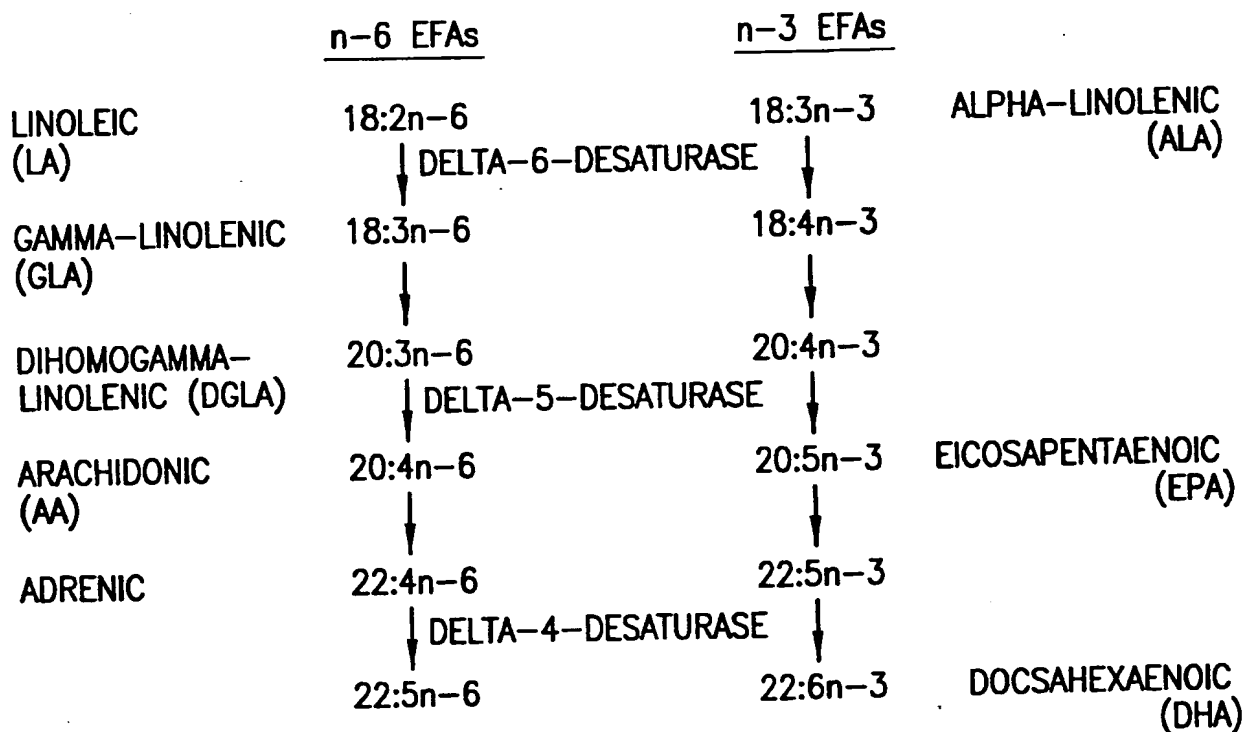 n-6 EFAs n-3 EFAs
LINOLEIC (LA) 18:2n-6 18:3n-3 ALPHA-LINOLENIC (ALA)
DELTA-6-DESATURASE
GAMMA-LINOLENIC (GLA) 18:3n-6 18:4n-3
DIHOMOGAMMA-LINOLENIC (DGLA) 20:3n-6 20:4n-3
DELTA-5-DESATURASE
ARACHIDONIC (AA) 20:4n-6 20:5n-3 EICOSAPENTAENOIC (EPA)
ADRENIC 22:4n-6 22:5n-3
DELTA-4-DESATURASE
22:5n-6 22:6n-3 DOCSAHEXAENOIC (DHA)